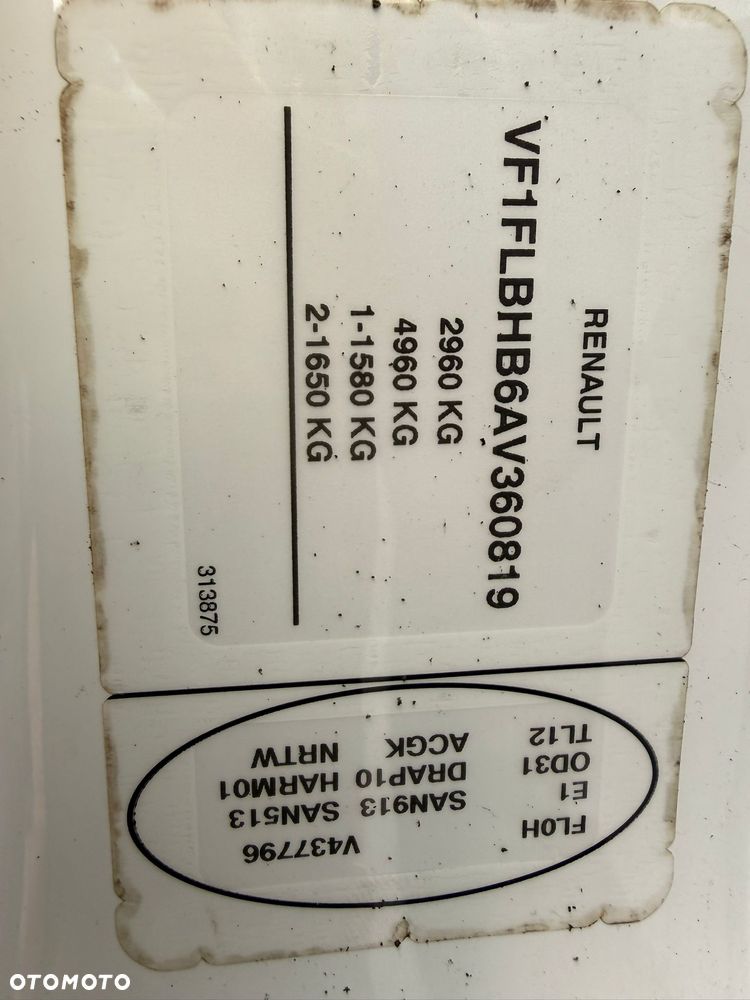 RENAULT
VF1FLBHB6AV360819
2960 KG
4960 KG
1-1580 KG
2-1650 KG
313875
FL0H V437796
E1 SAN913 SAN513
OD31 DRAP10 HARM01
TL12 ACGK NRTW
OTOMOTO